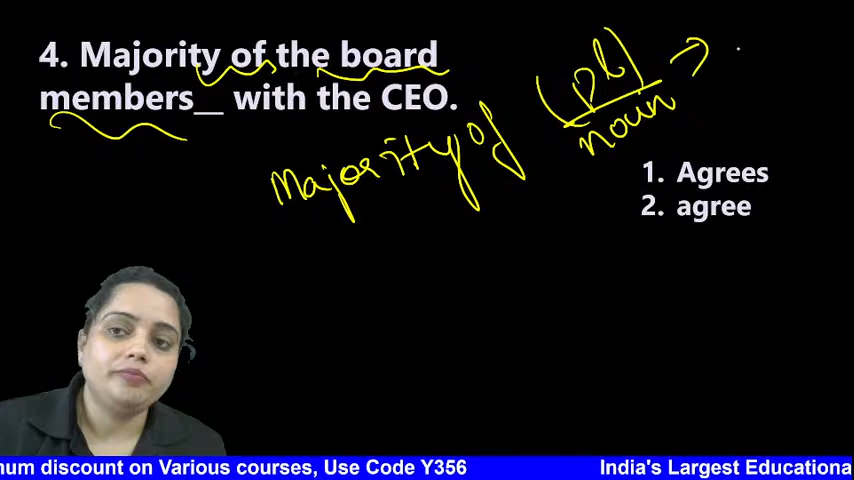 4. Majority of the board
members__ with the CEO.
Majority of (pl) noun →
1. Agrees
2. agree
num discount on Various courses, Use Code Y356
India's Largest Educationa